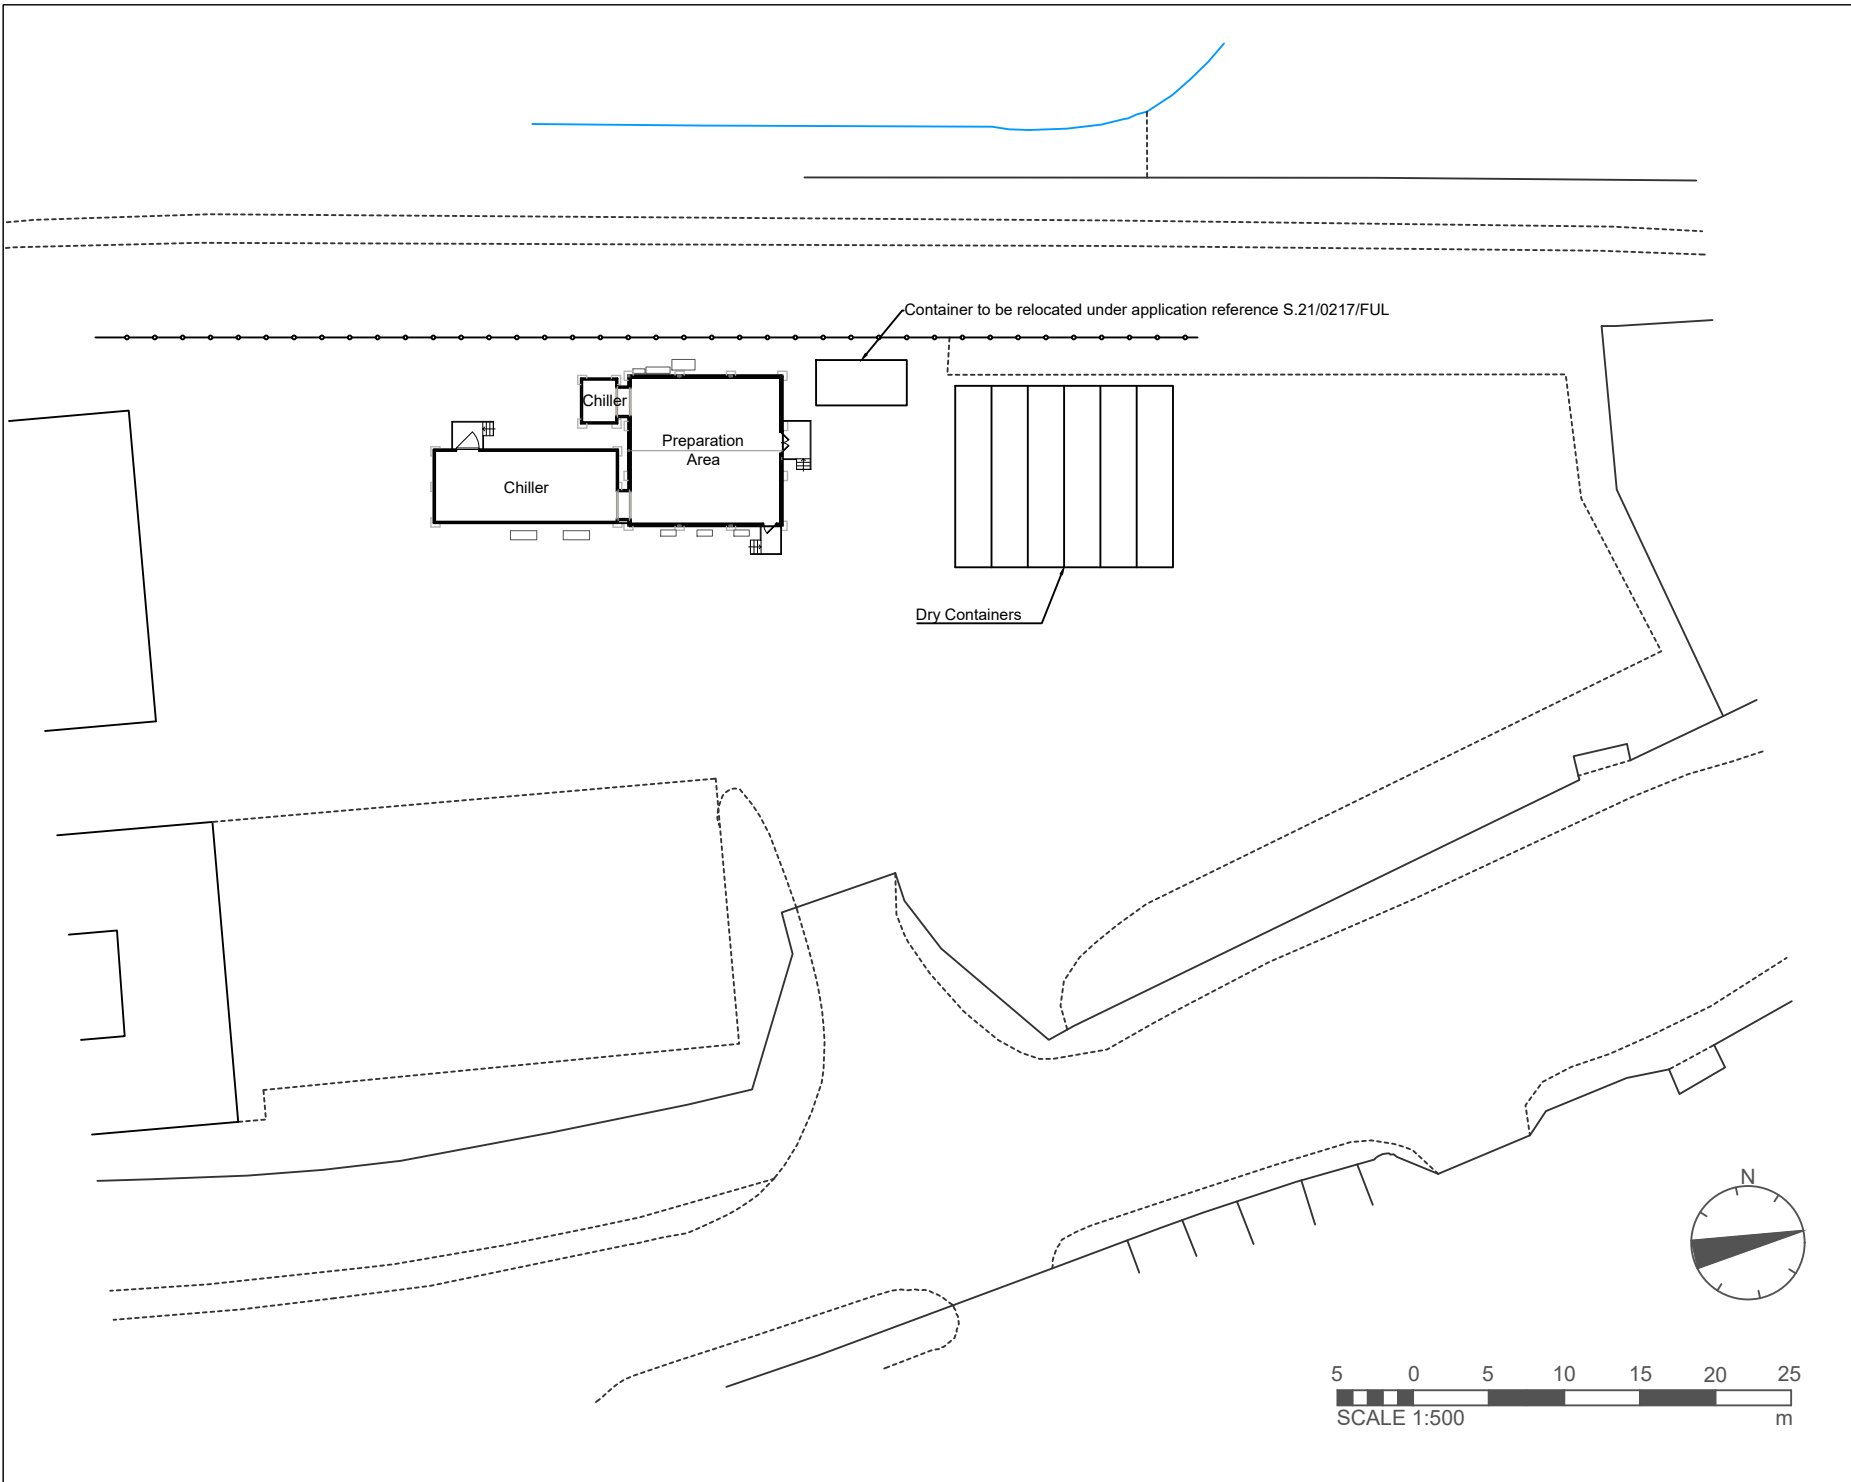 Container to be relocated under application reference S.21/0217/FUL
Chiller
Preparation
Area
Chiller
Dry Containers
N
5 0 5 10 15 20 25
SCALE 1:500 m